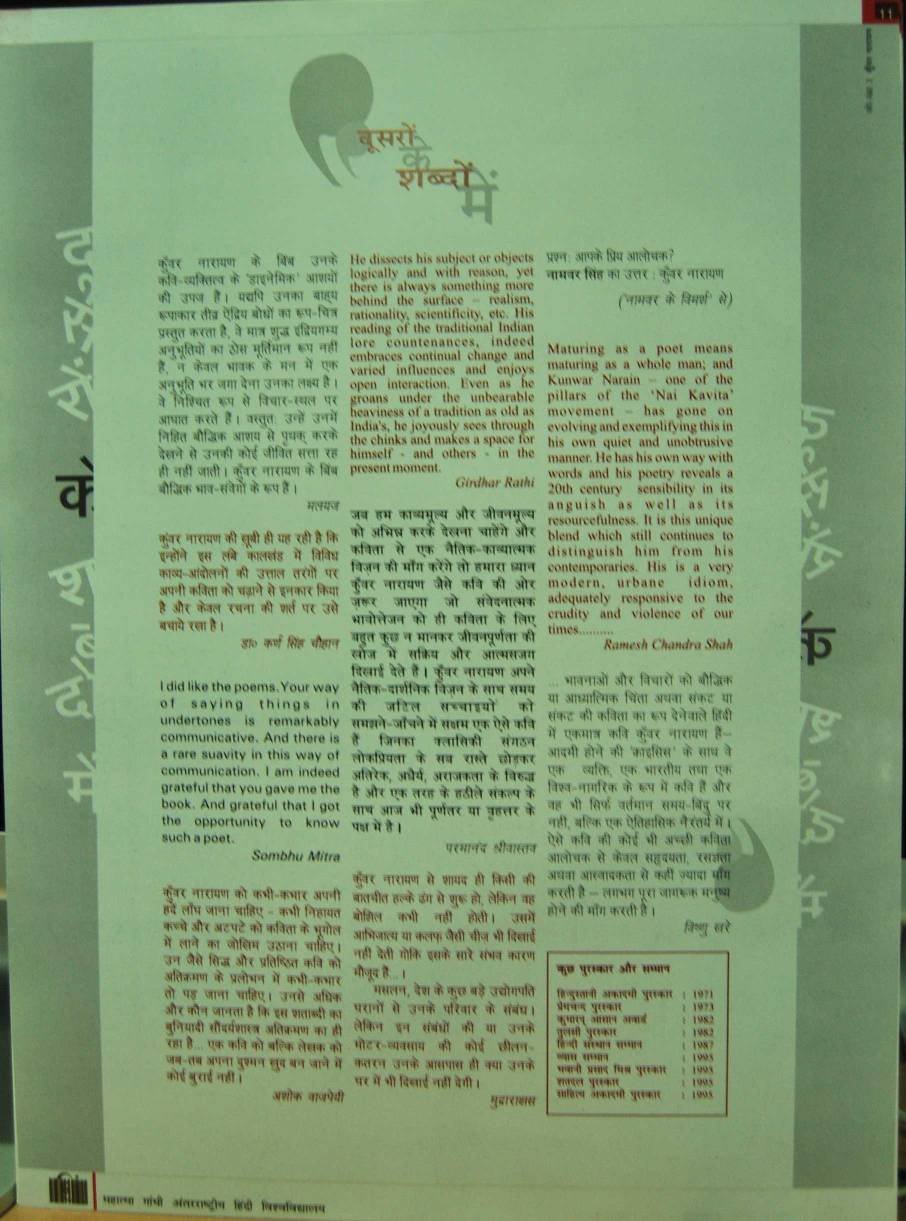 11
दूसरों
के
शब्दों
में
कुँवर नारायण के बिंब उनके
कवि-व्यक्तित्व के 'डाइनेमिक' आशयों
की उपज हैं। यद्यपि उनका बाह्य
रूपाकार तीव्र ऐंद्रिय बोधों का रूप-चित्र
प्रस्तुत करता है, वे मात्र शुद्ध इंद्रियगम्य
अनुभूतियों का ठोस मूर्तिमान रूप नहीं
हैं, न केवल भावक के मन में एक
अनुभूति भर जगा देना उनका लक्ष्य है।
वे निश्चित रूप से विचार-स्थल पर
आघात करते हैं। वस्तुतः उन्हें उनमें
निहित बौद्धिक आशय से पृथक् करके
देखने से उनकी कोई जीवित सत्ता रह
ही नहीं जाती। कुँवर नारायण के बिंब
बौद्धिक भाव-संवेगों के रूप हैं।
मलयज
कुंवर नारायण की खूबी ही यह रही है कि
इन्होंने इस लंबे कालखंड में विविध
काव्य-आंदोलनों की उत्ताल तरंगों पर
अपनी कविता को चढ़ाने से इनकार किया
है और केवल रचना की शर्त पर उसे
बचाये रखा है।
डा० कर्ण सिंह चौहान
I did like the poems. Your way
of saying things in
undertones is remarkably
communicative. And there is
a rare suavity in this way of
communication. I am indeed
grateful that you gave me the
book. And grateful that I got
the opportunity to know
such a poet.
Sombhu Mitra
कुँवर नारायण को कभी-कभार अपनी
हदें लाँघ जाना चाहिए - कभी निहायत
कच्चे और अटपटे को कविता के भूगोल
में लाने का जोखिम उठाना चाहिए।
उन जैसे सिद्ध और प्रतिष्ठित कवि को
अतिक्रमण के प्रलोभन में कभी-कभार
तो पड़ जाना चाहिए। उनसे अधिक
और कौन जानता है कि इस शताब्दी का
बुनियादी सौंदर्यशास्त्र अतिक्रमण का ही
रहा है... एक कवि को बल्कि लेखक को
जब-तब अपना दुश्मन खुद बन जाने में
कोई बुराई नहीं।
अशोक वाजपेयी
He dissects his subject or objects
logically and with reason, yet
there is always something more
behind the surface – realism,
rationality, scientificity, etc. His
reading of the traditional Indian
lore countenances, indeed
embraces continual change and
varied influences and enjoys
open interaction. Even as he
groans under the unbearable
heaviness of a tradition as old as
India's, he joyously sees through
the chinks and makes a space for
himself - and others - in the
present moment.
Girdhar Rathi
जब हम काव्यमूल्य और जीवनमूल्य
को अभिन्न करके देखना चाहेंगे और
कविता से एक नैतिक-काव्यात्मक
विज़न की माँग करेंगे तो हमारा ध्यान
कुँवर नारायण जैसे कवि की ओर
ज़रूर जाएगा जो संवेदनात्मक
भावोत्तेजन को ही कविता के लिए
बहुत कुछ न मानकर जीवनपूर्णता की
खोज में सक्रिय और आत्मसजग
दिखाई देते हैं। कुँवर नारायण अपने
नैतिक-दार्शनिक विज़न के साथ समय
की जटिल सच्चाइयों को
समझने-जाँचने में सक्षम एक ऐसे कवि
हैं जिनका क्लासिकी संगठन
लोकप्रियता के सब रास्ते छोड़कर
अतिरेक, अधैर्य, अराजकता के विरुद्ध
है और एक तरह के हठीले संकल्प के
साथ आज भी पूर्णतर या वृहत्तर के
पक्ष में है।
परमानंद श्रीवास्तव
कुँवर नारायण से शायद ही किसी की
बातचीत हल्के ढंग से शुरू हो, लेकिन वह
बोझिल कभी नहीं होती। उसमें
आभिजात्य या कलफ़ जैसी चीज भी दिखाई
नहीं देती गोकि इसके सारे संभव कारण
मौजूद हैं... ।
मसलन, देश के कुछ बड़े उद्योगपति
घरानों से उनके परिवार के संबंध।
लेकिन इन संबंधों की या उनके
मोटर-व्यवसाय की कोई छीलन-
कतरन उनके आसपास ही क्या उनके
घर में भी दिखाई नहीं देगी।
मुद्राराक्षस
प्रश्न: आपके प्रिय आलोचक?
नामवर सिंह का उत्तर : कुँवर नारायण
('नामवर के विमर्श' से)
Maturing as a poet means
maturing as a whole man; and
Kunwar Narain – one of the
pillars of the 'Nai Kavita'
movement – has gone on
evolving and exemplifying this in
his own quiet and unobtrusive
manner. He has his own way with
words and his poetry reveals a
20th century sensibility in its
anguish as well as its
resourcefulness. It is this unique
blend which still continues to
distinguish him from his
contemporaries. His is a very
modern, urbane idiom,
adequately responsive to the
crudity and violence of our
times..........
Ramesh Chandra Shah
... भावनाओं और विचारों को बौद्धिक
या आध्यात्मिक चिंता अथवा संकट या
संकट की कविता का रूप देनेवाले हिंदी
में एकमात्र कवि कुँवर नारायण हैं–
आदमी होने की 'क्राइसिस' के साथ वे
एक व्यक्ति, एक भारतीय तथा एक
विश्व-नागरिक के रूप में कवि हैं और
वह भी सिर्फ वर्तमान समय-बिंदु पर
नहीं, बल्कि एक ऐतिहासिक नैरंतर्य में।
ऐसे कवि की कोई भी अच्छी कविता
आलोचक से केवल सहृदयता, रसज्ञता
अथवा आस्वादकता से कहीं ज्यादा माँग
करती है – लगभग पूरा जागरूक मनुष्य
होने की माँग करती है।
विष्णु खरे
कुछ पुरस्कार और सम्मान
हिन्दुस्तानी अकादमी पुरस्कार : 1971
प्रेमचन्द पुरस्कार : 1973
कुमारन् आसान अवार्ड : 1982
तुलसी पुरस्कार : 1982
हिन्दी संस्थान सम्मान : 1987
व्यास सम्मान : 1995
भवानी प्रसाद मिश्र पुरस्कार : 1995
शतदल पुरस्कार : 1995
साहित्य अकादमी पुरस्कार : 1995
महात्मा गांधी अंतरराष्ट्रीय हिंदी विश्वविद्यालय